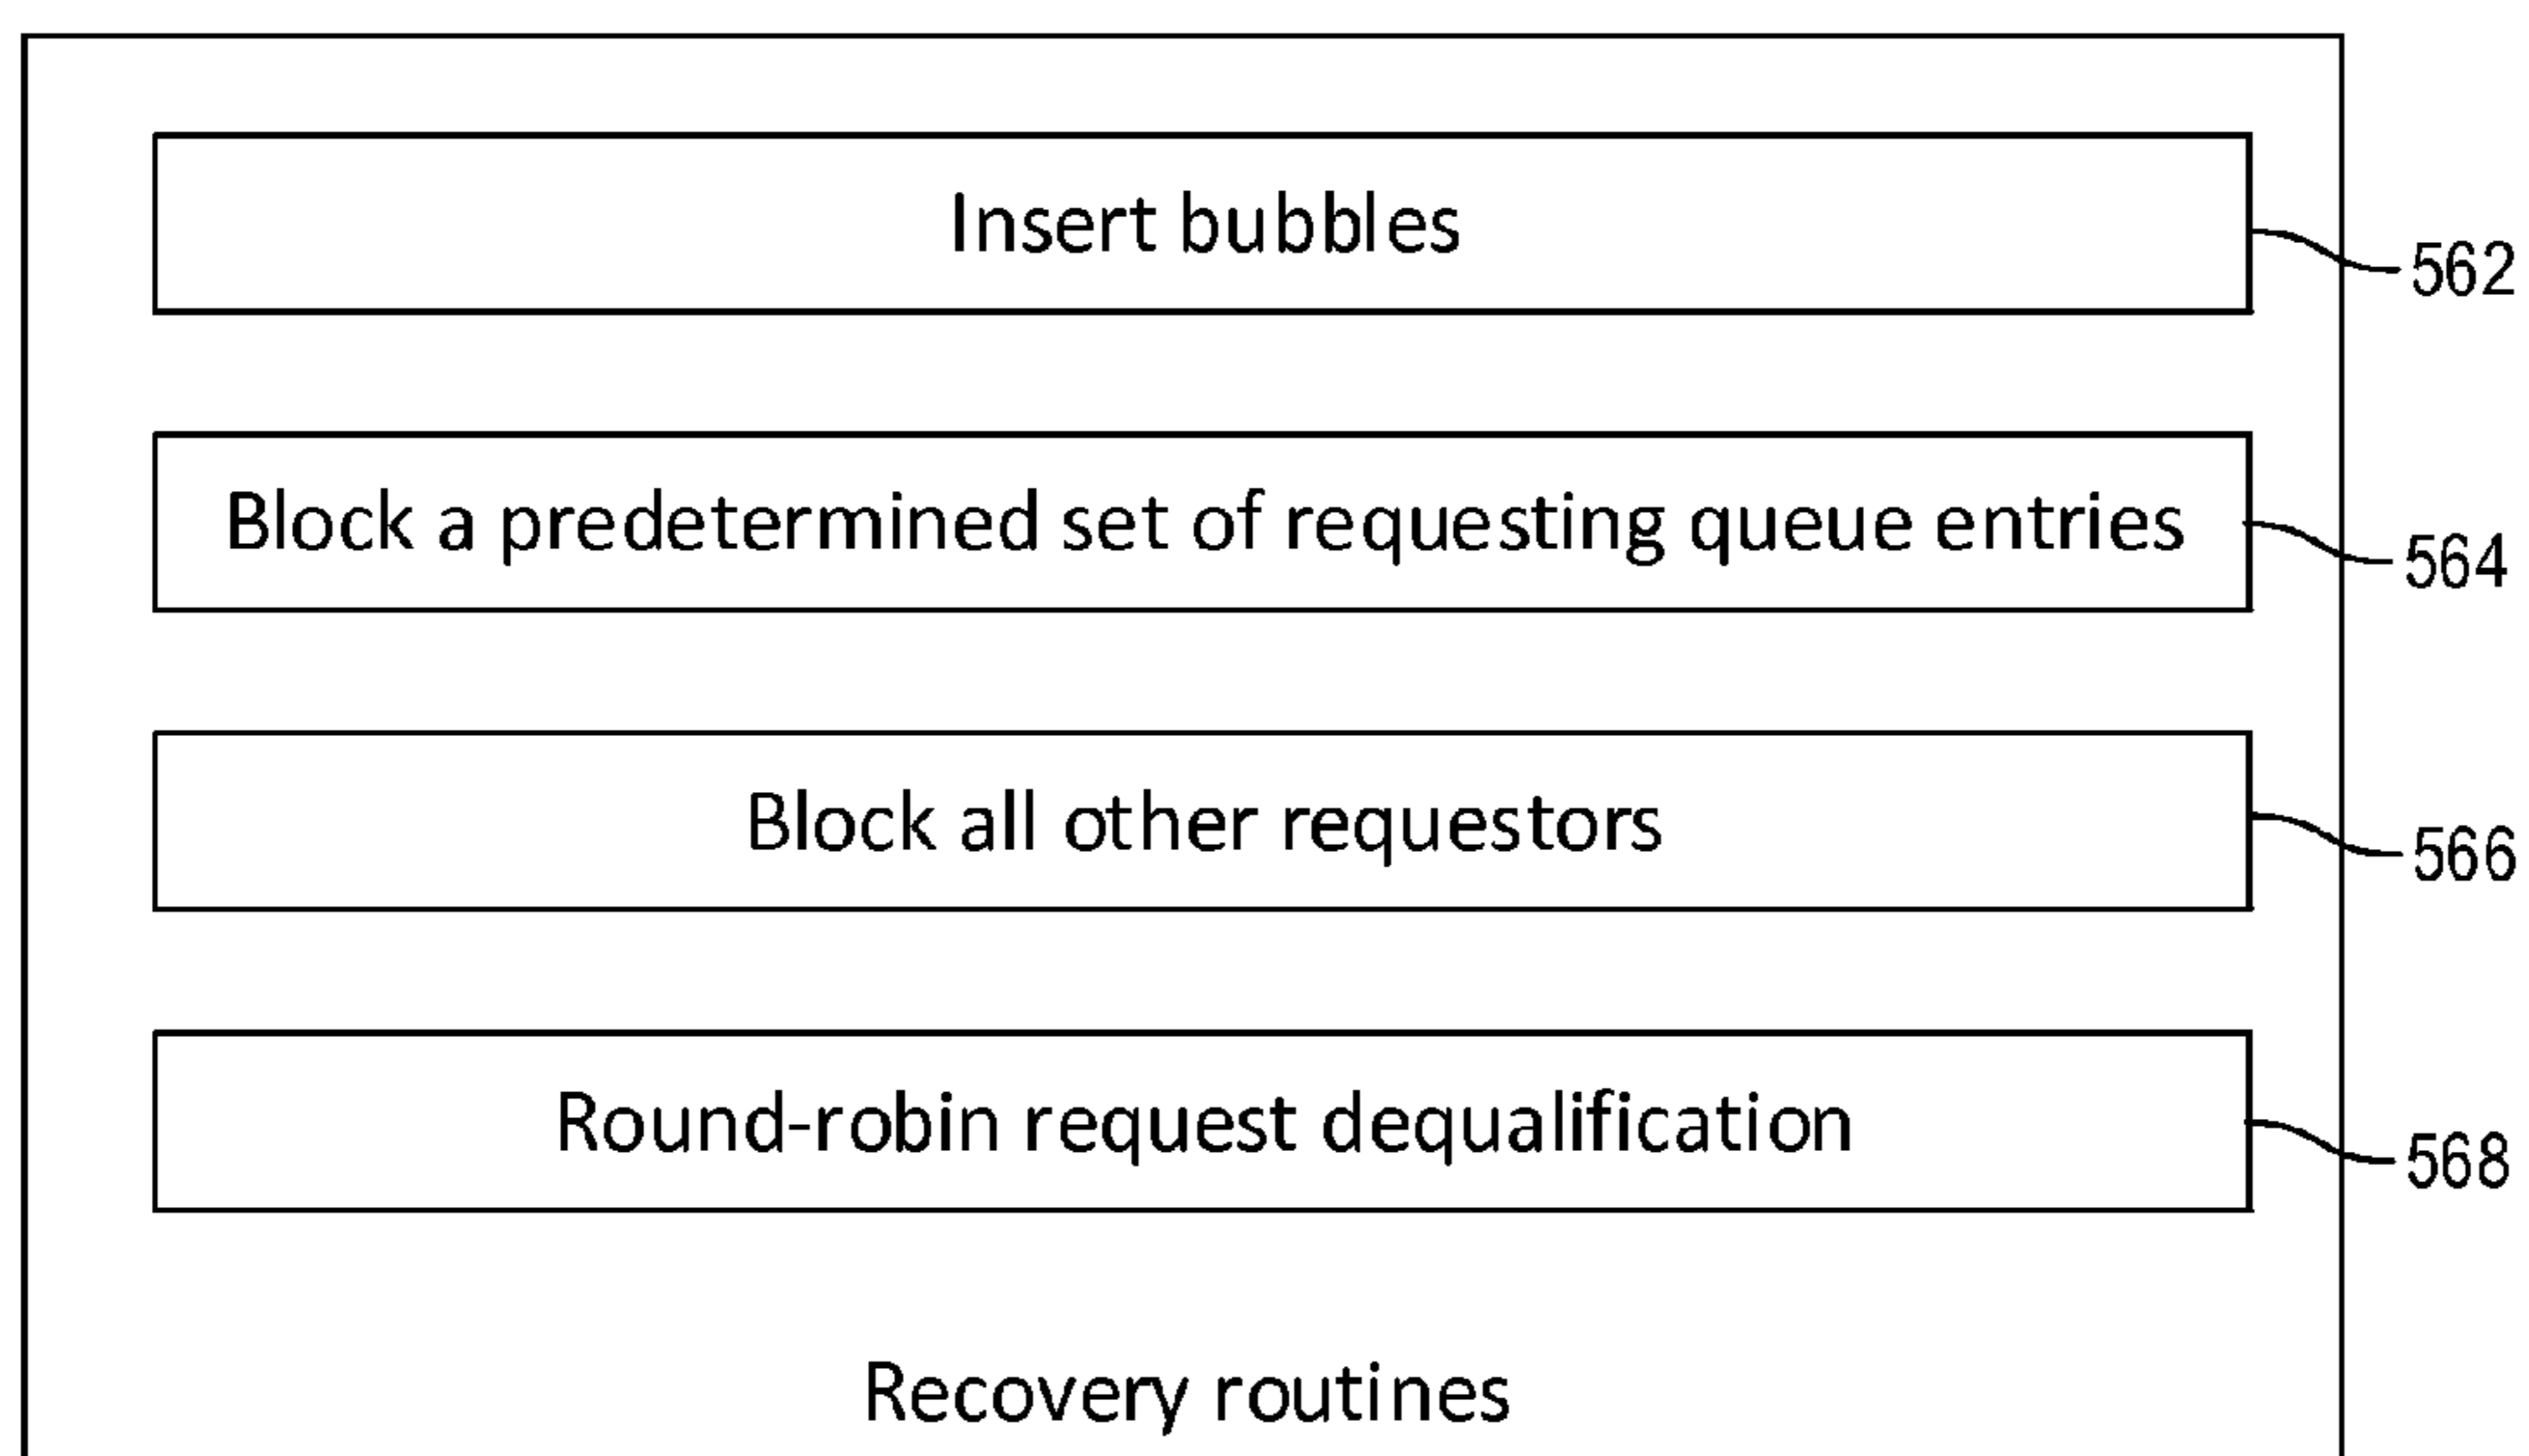 Insert bubbles
562
Block a predetermined set of requesting queue entries
564
Block all other requestors
566
Round-robin request dequalification
568
Recovery routines